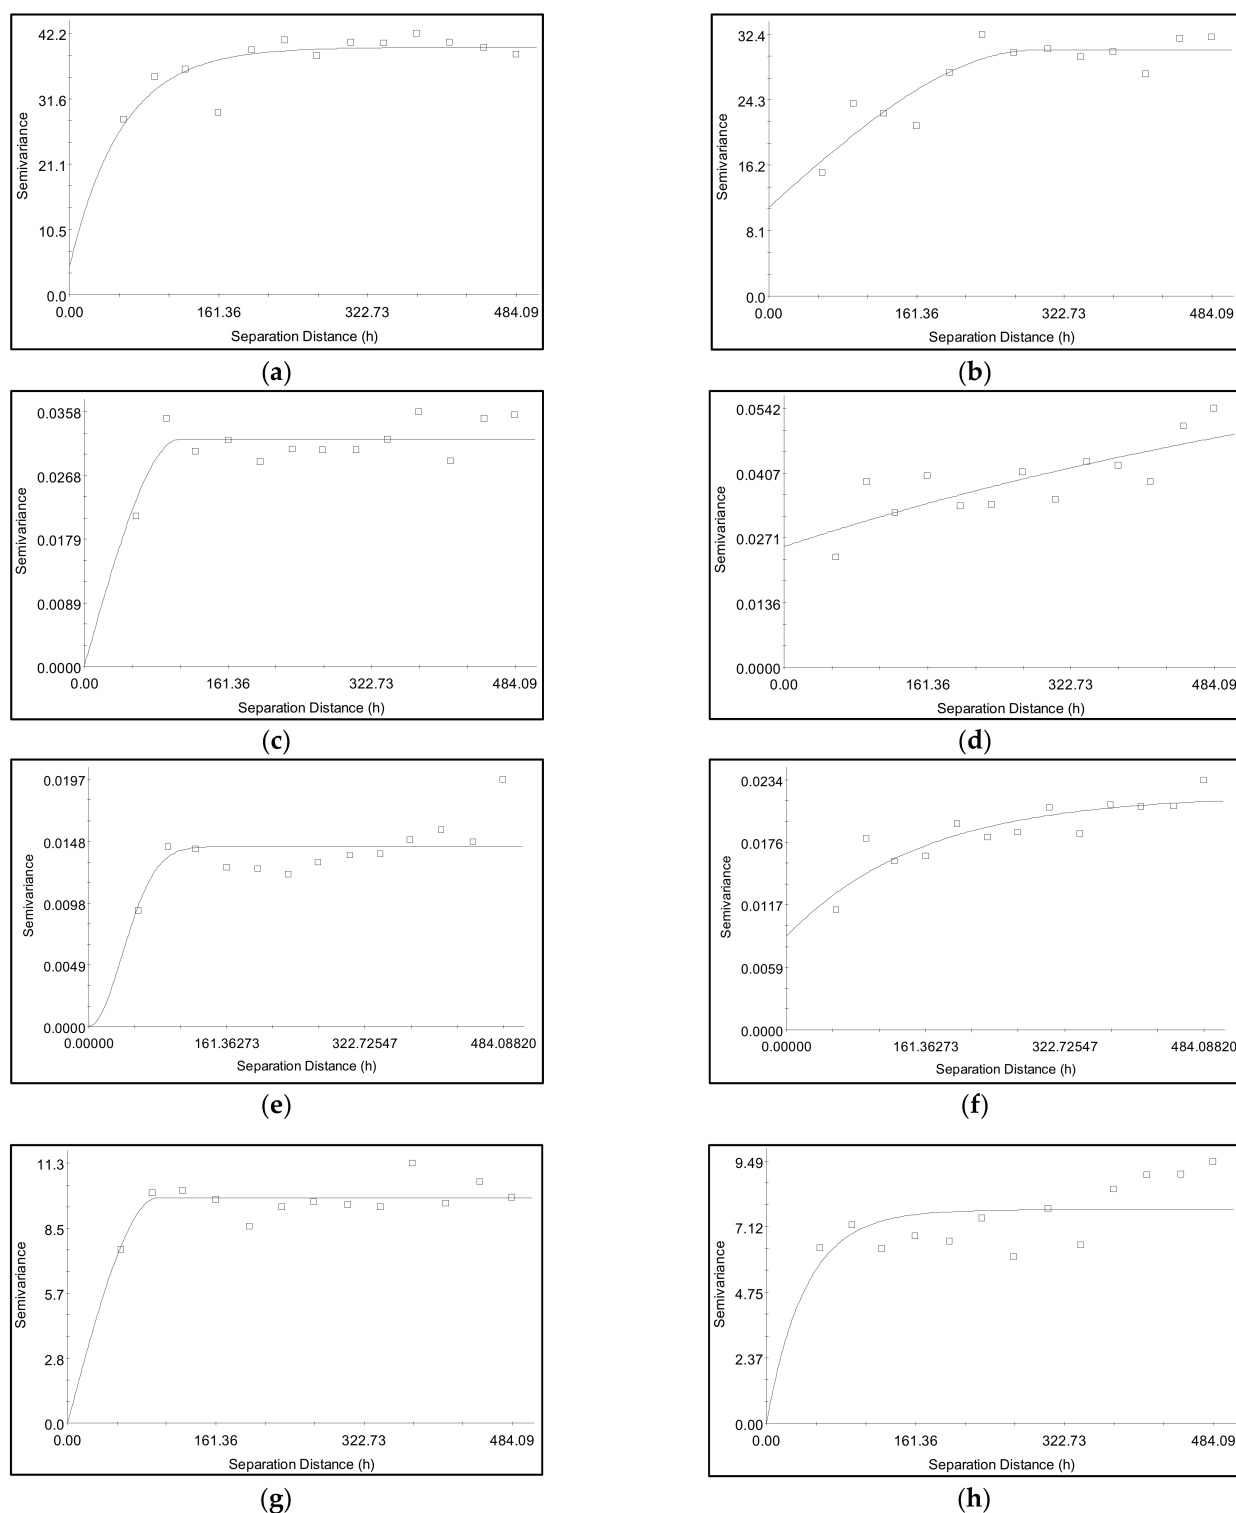 42.2
31.6
21.1
10.5
0.0
Semivariance
0.00 161.36 322.73 484.09
Separation Distance (h)
(a)
32.4
24.3
16.2
8.1
0.0
Semivariance
0.00 161.36 322.73 484.09
Separation Distance (h)
(b)
0.0358
0.0268
0.0179
0.0089
0.0000
Semivariance
0.00 161.36 322.73 484.09
Separation Distance (h)
(c)
0.0542
0.0407
0.0271
0.0136
0.0000
Semivariance
0.00 161.36 322.73 484.09
Separation Distance (h)
(d)
0.0197
0.0148
0.0098
0.0049
0.0000
Semivariance
0.00000 161.36273 322.72547 484.08820
Separation Distance (h)
(e)
0.0234
0.0176
0.0117
0.0059
0.0000
Semivariance
0.00000 161.36273 322.72547 484.08820
Separation Distance (h)
(f)
11.3
8.5
5.7
2.8
0.0
Semivariance
0.00 161.36 322.73 484.09
Separation Distance (h)
(g)
9.49
7.12
4.75
2.37
0.00
Semivariance
0.00 161.36 322.73 484.09
Separation Distance (h)
(h)